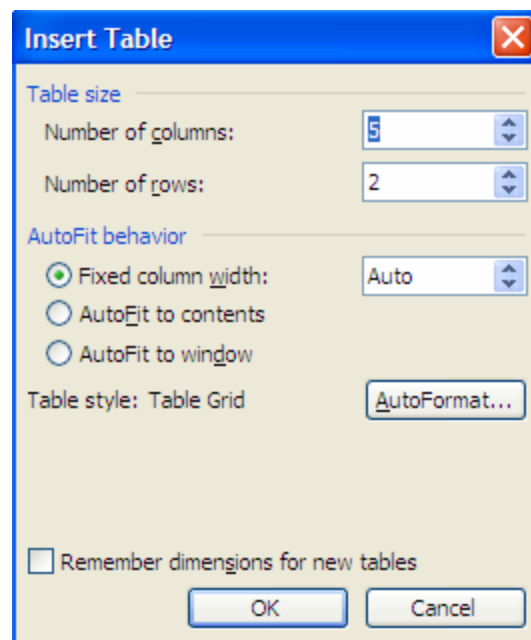 Insert Table
Table size
Number of columns: 5
Number of rows: 2
AutoFit behavior
Fixed column width: Auto
AutoFit to contents
AutoFit to window
Table style: Table Grid AutoFormat...
Remember dimensions for new tables
OK Cancel